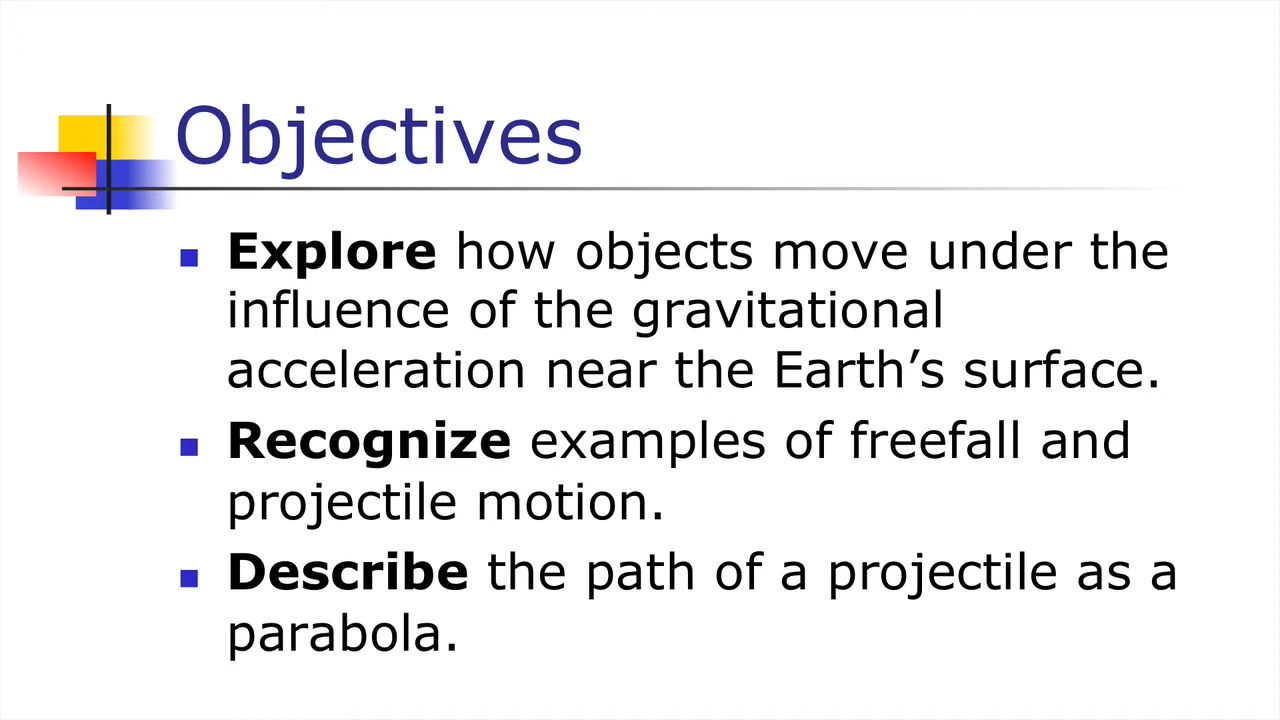 Objectives
Explore how objects move under the
influence of the gravitational
acceleration near the Earth’s surface.
Recognize examples of freefall and
projectile motion.
Describe the path of a projectile as a
parabola.